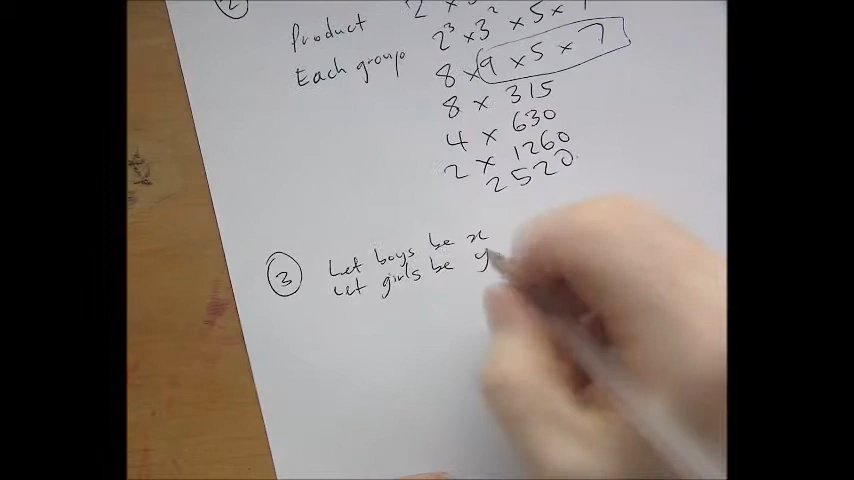 2
Product
2³ × 3² × 5 × 7
Each group
8 × 9 × 5 × 7
8 × 315
4 × 630
2 × 1260
2520
3 Let boys be x
Let girls be y